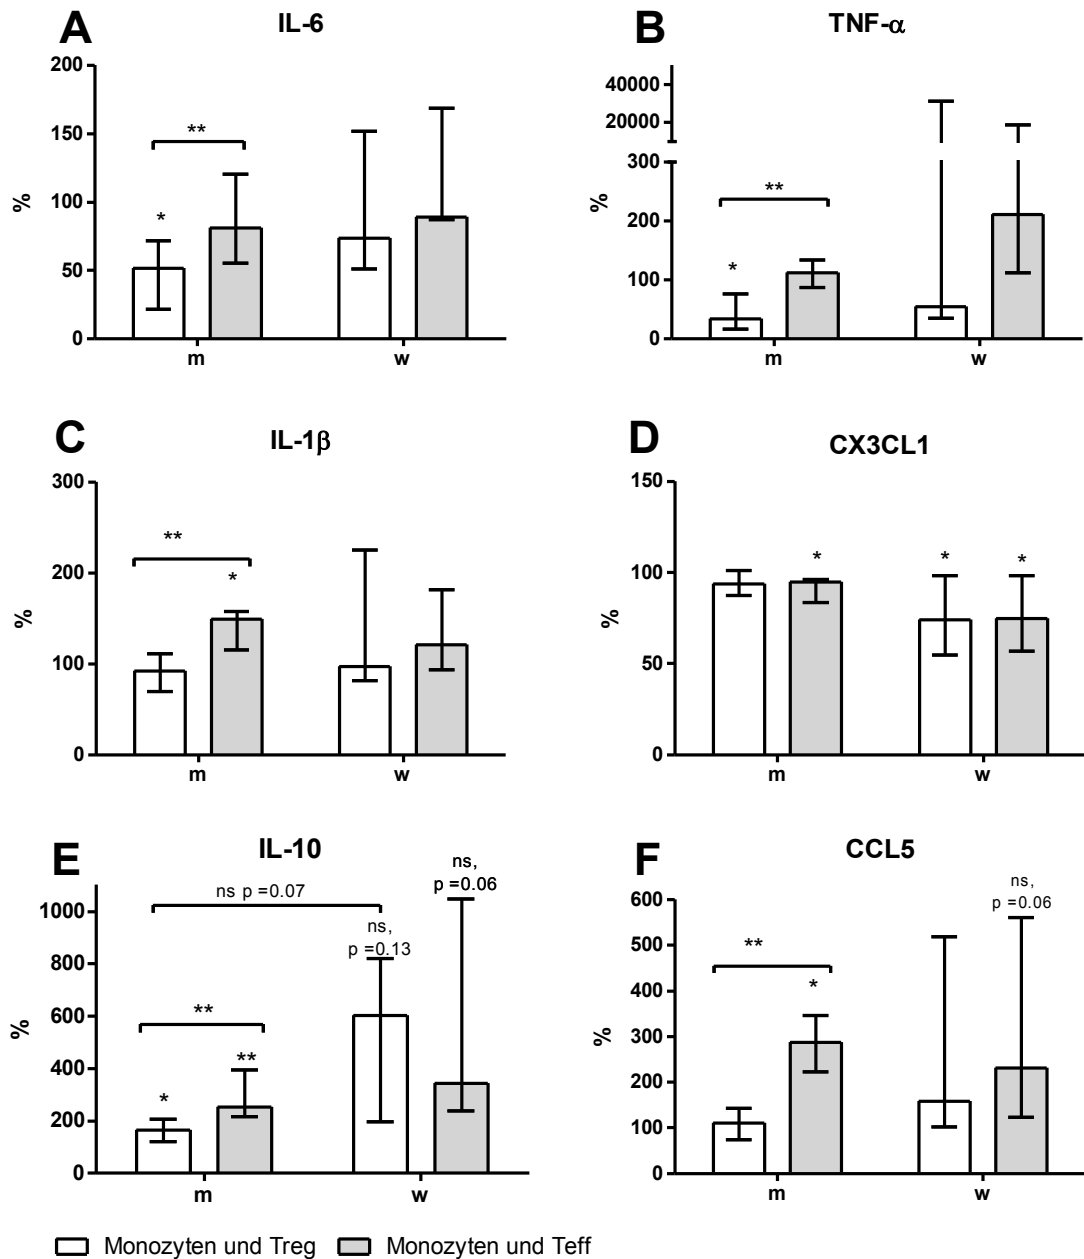 A
IL-6
200
150
100
50
0
%
**
*
m
w
B
TNF-α
40000
20000
300
200
100
0
%
**
*
m
w
C
IL-1β
300
200
100
0
%
**
*
m
w
D
CX3CL1
150
100
50
0
%
*
*
*
m
w
E
IL-10
1000
800
600
400
200
0
%
ns p =0.07
ns,
p =0.13
ns,
p =0.06
**
**
*
m
w
F
CCL5
600
500
400
300
200
100
0
%
**
*
ns,
p =0.06
m
w
Monozyten und Treg
Monozyten und Teff